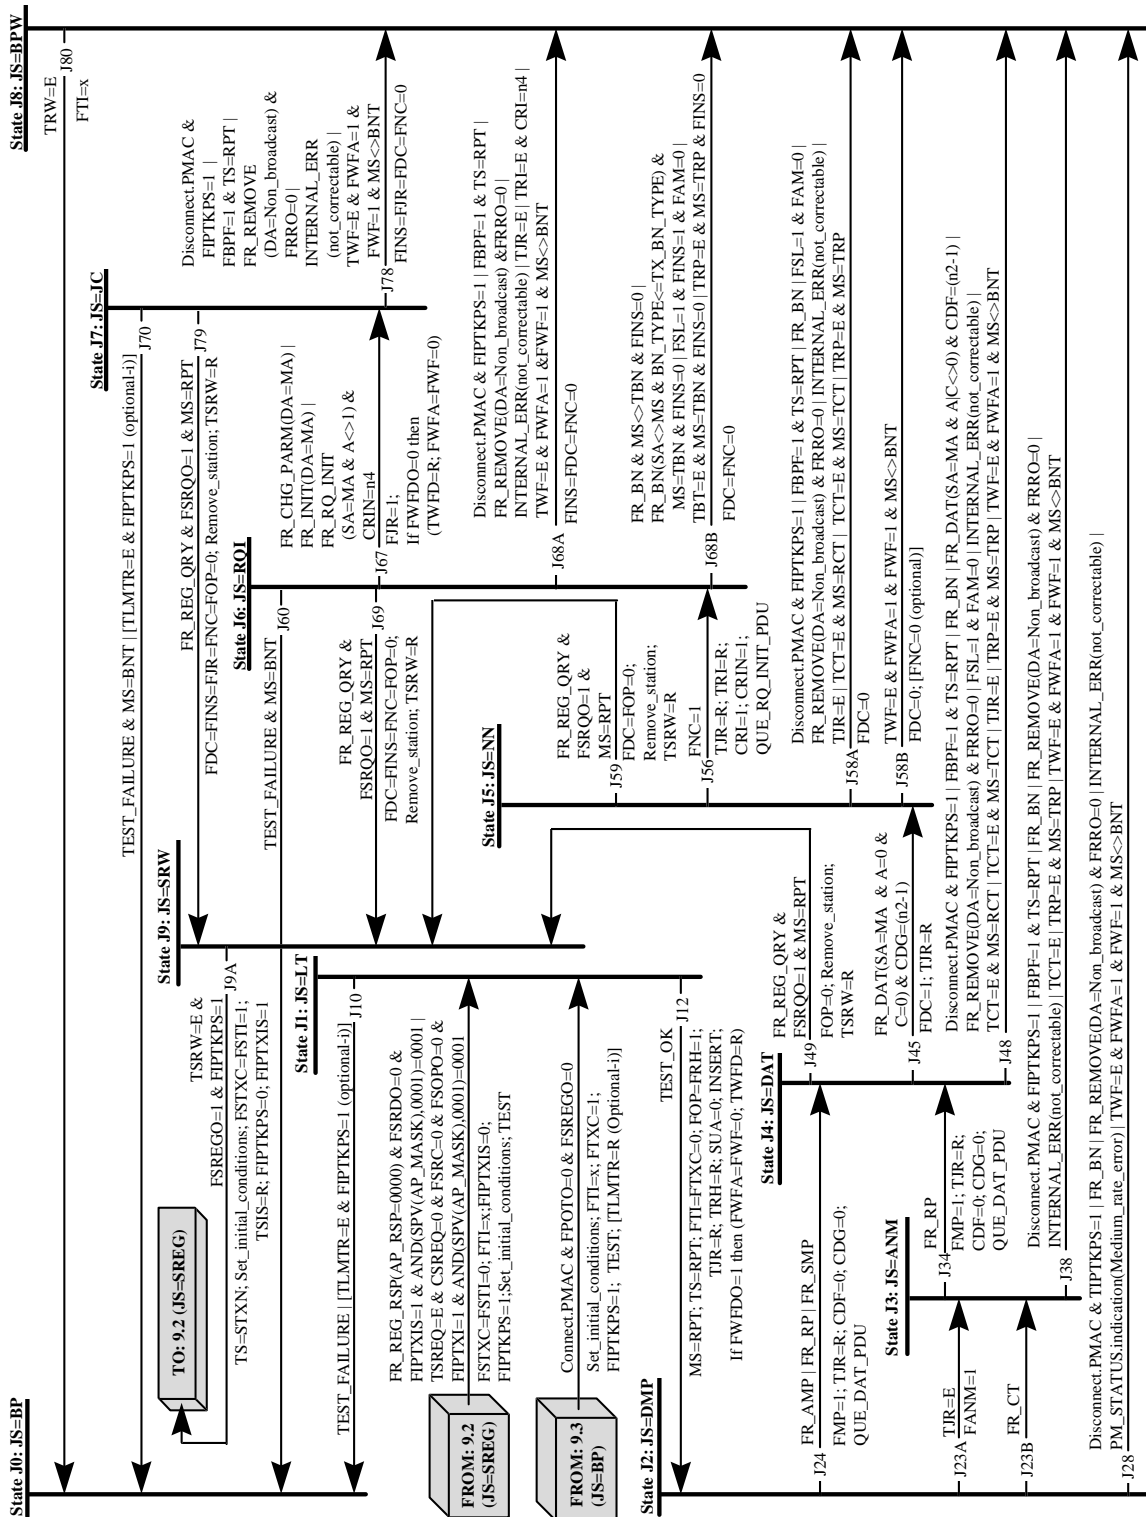 State J0: JS=BP
State J8: JS=BPW
TRW=E
J80
FTI=x
State J7: JS=JC
J70
TEST_FAILURE & MS=BNT | [TLMTR=E & FIPTKPS=1 (optional-i)]
FR_REG_QRY & FSRQO=1 & MS=RPT
J79
FDC=FINS=FJR=FNC=FOP=0; Remove_station; TSRW=R
Disconnect.PMAC &
FIPTKPS=1 |
FBPF=1 & TS=RPT |
FR_REMOVE
(DA=Non_broadcast) &
FRRO=0 |
INTERNAL_ERR
(not_correctable) |
TWF=E & FWFA=1 &
FWF=1 & MS<>BNT
J78
FINS=FJR=FDC=FNC=0
State J9: JS=SRW
TO: 9.2 (JS=SREG)
TSRW=E &
FSREGO=1 & FIPTKPS=1
J9A
TS=STXN; Set_initial_conditions; FSTXC=FSTI=1;
TSIS=R; FIPTKPS=0; FIPTXIS=1
State J6: JS=RQI
J60
TEST_FAILURE & MS=BNT
FR_CHG_PARM(DA=MA) |
FR_INIT(DA=MA) |
FR_RQ_INIT
(SA=MA & A<>1) &
CRIN=n4
J67
FJR=1;
If FWFDO=0 then
(TWFD=R; FWFA=FWF=0)
FR_REG_QRY &
FSRQO=1 & MS=RPT
J69
FDC=FINS=FNC=FOP=0;
Remove_station; TSRW=R
State J1: JS=LT
J10
TEST_FAILURE | [TLMTR=E & FIPTKPS=1 (optional-i)]
FROM: 9.2
(JS=SREG)
FR_REG_RSP(AP_RSP=0000) & FSRDO=0 &
FIPTXIS=1 & AND(SPV(AP_MASK),0001)=0001 |
TSREQ=E & CSREQ=0 & FSRC=0 & FSOPO=0 &
FIPTXI=1 & AND(SPV(AP_MASK),0001)=0001
FSTXC=FSTI=0; FTI=x;FIPTXIS=0;
FIPTKPS=1;Set_initial_conditions; TEST
Disconnect.PMAC & FIPTKPS=1 | FBPF=1 & TS=RPT |
FR_REMOVE(DA=Non_broadcast) &FRRO=0 |
INTERNAL_ERR(not_correctable) | TJR=E | TRI=E & CRI=n4 |
TWF=E & FWFA=1 &FWF=1 & MS<>BNT
J68A
FINS=FDC=FNC=0
State J5: JS=NN
FR_REG_QRY &
FSRQO=1 &
MS=RPT
J59
FDC=FOP=0;
Remove_station;
TSRW=R
FROM: 9.3
(JS=BP)
Connect.PMAC & FPOTO=0 & FSREGO=0
Set_initial_conditions; FTI=x; FTXC=1;
FIPTKPS=1; TEST; [TLMTR=R (Optional-i)]
FR_BN & MS<>TBN & FINS=0 |
FR_BN(SA<>MS & BN_TYPE<=TX_BN_TYPE) &
MS=TBN & FINS=0 | FSL=1 & FINS=1 & FAM=0 |
TBT=E & MS=TBN & FINS=0 | TRP=E & MS=TRP & FINS=0
J68B
FDC=FNC=0
FNC=1
J56
TJR=R; TRI=R;
CRI=1; CRIN=1;
QUE_RQ_INIT_PDU
State J2: JS=DMP
TEST_OK
J12
MS=RPT; TS=RPT; FTI=FTXC=0; FOP=FRH=1;
TJR=R; TRH=R; SUA=0; INSERT;
If FWFDO=1 then (FWFA=FWF=0; TWFD=R)
State J4: JS=DAT
FR_REG_QRY &
FSRQO=1 & MS=RPT
J49
FOP=0; Remove_station;
TSRW=R
Disconnect.PMAC & FIPTKPS=1 | FBPF=1 & TS=RPT | FR_BN | FSL=1 & FAM=0 |
FR_REMOVE(DA=Non_broadcast) & FRRO=0 | INTERNAL_ERR(not_correctable) |
TJR=E | TCT=E & MS=RCT | TCT=E & MS=TCT | TRP=E & MS=TRP
J58A
FDC=0
TWF=E & FWFA=1 & FWF=1 & MS<>BNT
J58B
FDC=0; [FNC=0 (optional)]
FR_AMP | FR_RP | FR_SMP
J24
FMP=1; TJR=R; CDF=0; CDG=0;
QUE_DAT_PDU
FR_DAT(SA=MA & A=0 &
C=0) & CDG=(n2-1)
J45
FDC=1; TJR=R
State J3: JS=ANM
FR_RP
J34
FMP=1; TJR=R;
CDF=0; CDG=0;
QUE_DAT_PDU
Disconnect.PMAC & FIPTKPS=1 | FBPF=1 & TS=RPT | FR_BN | FR_DAT(SA=MA & A|C<>0) & CDF=(n2-1) |
FR_REMOVE(DA=Non_broadcast) & FRRO=0 | FSL=1 & FAM=0 | INTERNAL_ERR(not_correctable) |
TCT=E & MS=RCT | TCT=E & MS=TCT | TJR=E | TRP=E & MS=TRP | TWF=E & FWFA=1 & MS<>BNT
J48
TJR=E
J23A
FANM=1
FR_CT
J23B
Disconnect.PMAC & FIPTKPS=1 | FBPF=1 & TS=RPT | FR_BN | FR_REMOVE(DA=Non_broadcast) & FRRO=0 |
INTERNAL_ERR(not_correctable) | TCT=E | TRP=E & MS=TRP | TWF=E & FWFA=1 & FWF=1 & MS<>BNT
J38
Disconnect.PMAC & TIPTKPS=1 | FR_BN | FR_REMOVE(DA=Non_broadcast) & FRRO=0 | INTERNAL_ERR(not_correctable) |
PM_STATUS.indication(Medium_rate_error) | TWF=E & FWFA=1 & FWF=1 & MS<>BNT
J28